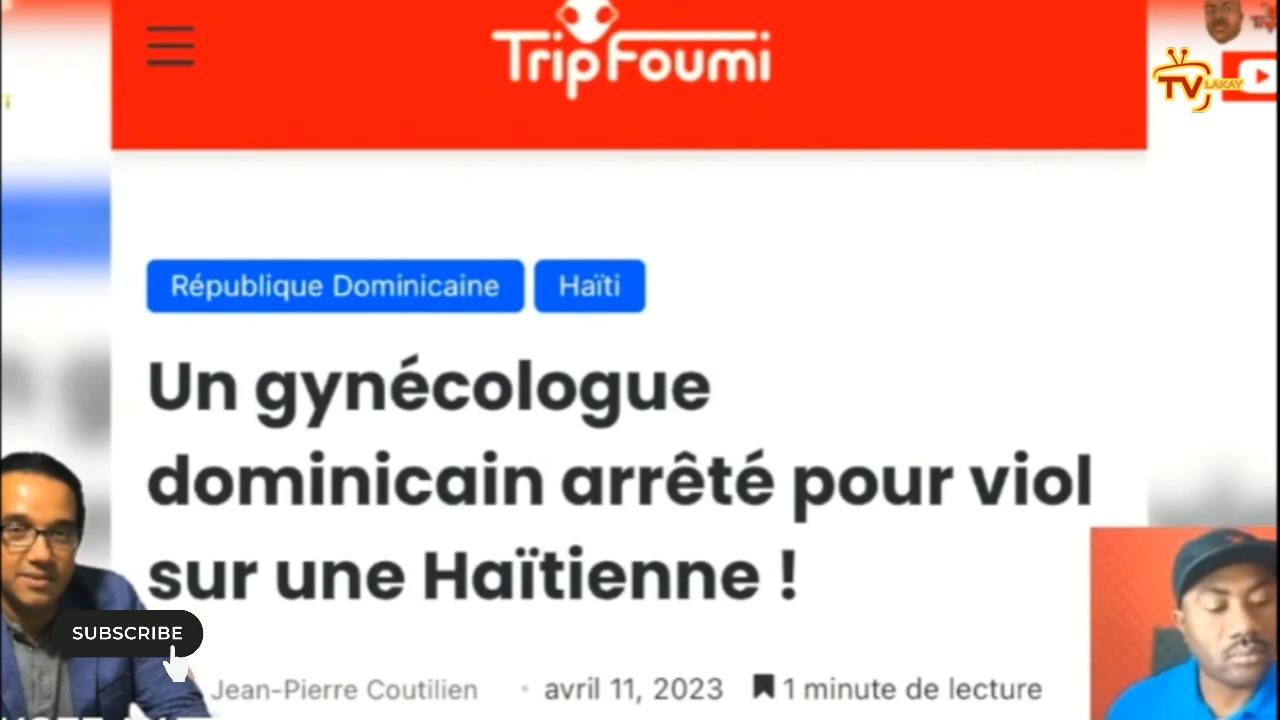 TripFoumi
TV LAKAY
République Dominicaine Haïti
Un gynécologue
dominicain arrêté pour viol
sur une Haïtienne !
SUBSCRIBE
Jean-Pierre Coutilien • avril 11, 2023 1 minute de lecture